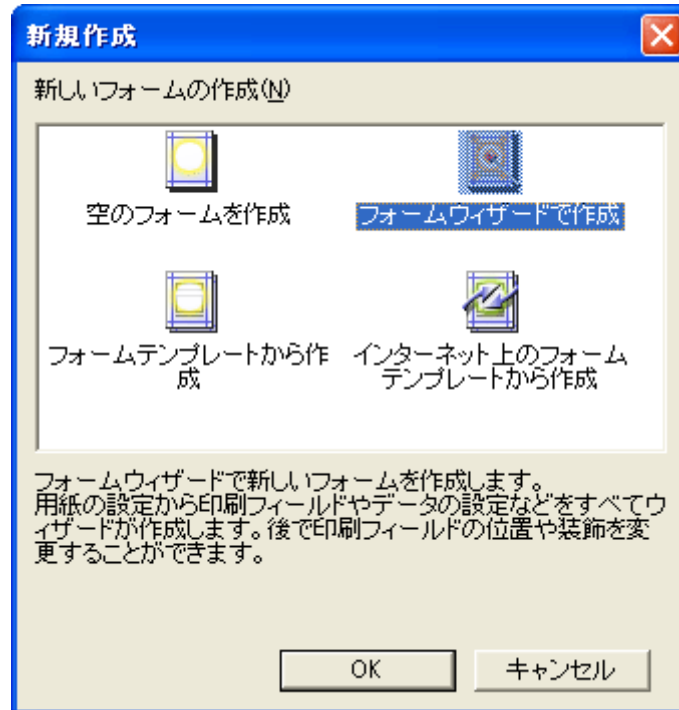 新規作成
新しいフォームの作成(N)
空のフォームを作成
フォームウィザードで作成
フォームテンプレートから作
成
インターネット上のフォーム
テンプレートから作成
フォームウィザードで新しいフォームを作成します。
用紙の設定から印刷フィールドやデータの設定などをすべてウ
ィザードが作成します。後で印刷フィールドの位置や装飾を変
更することができます。
OK
キャンセル